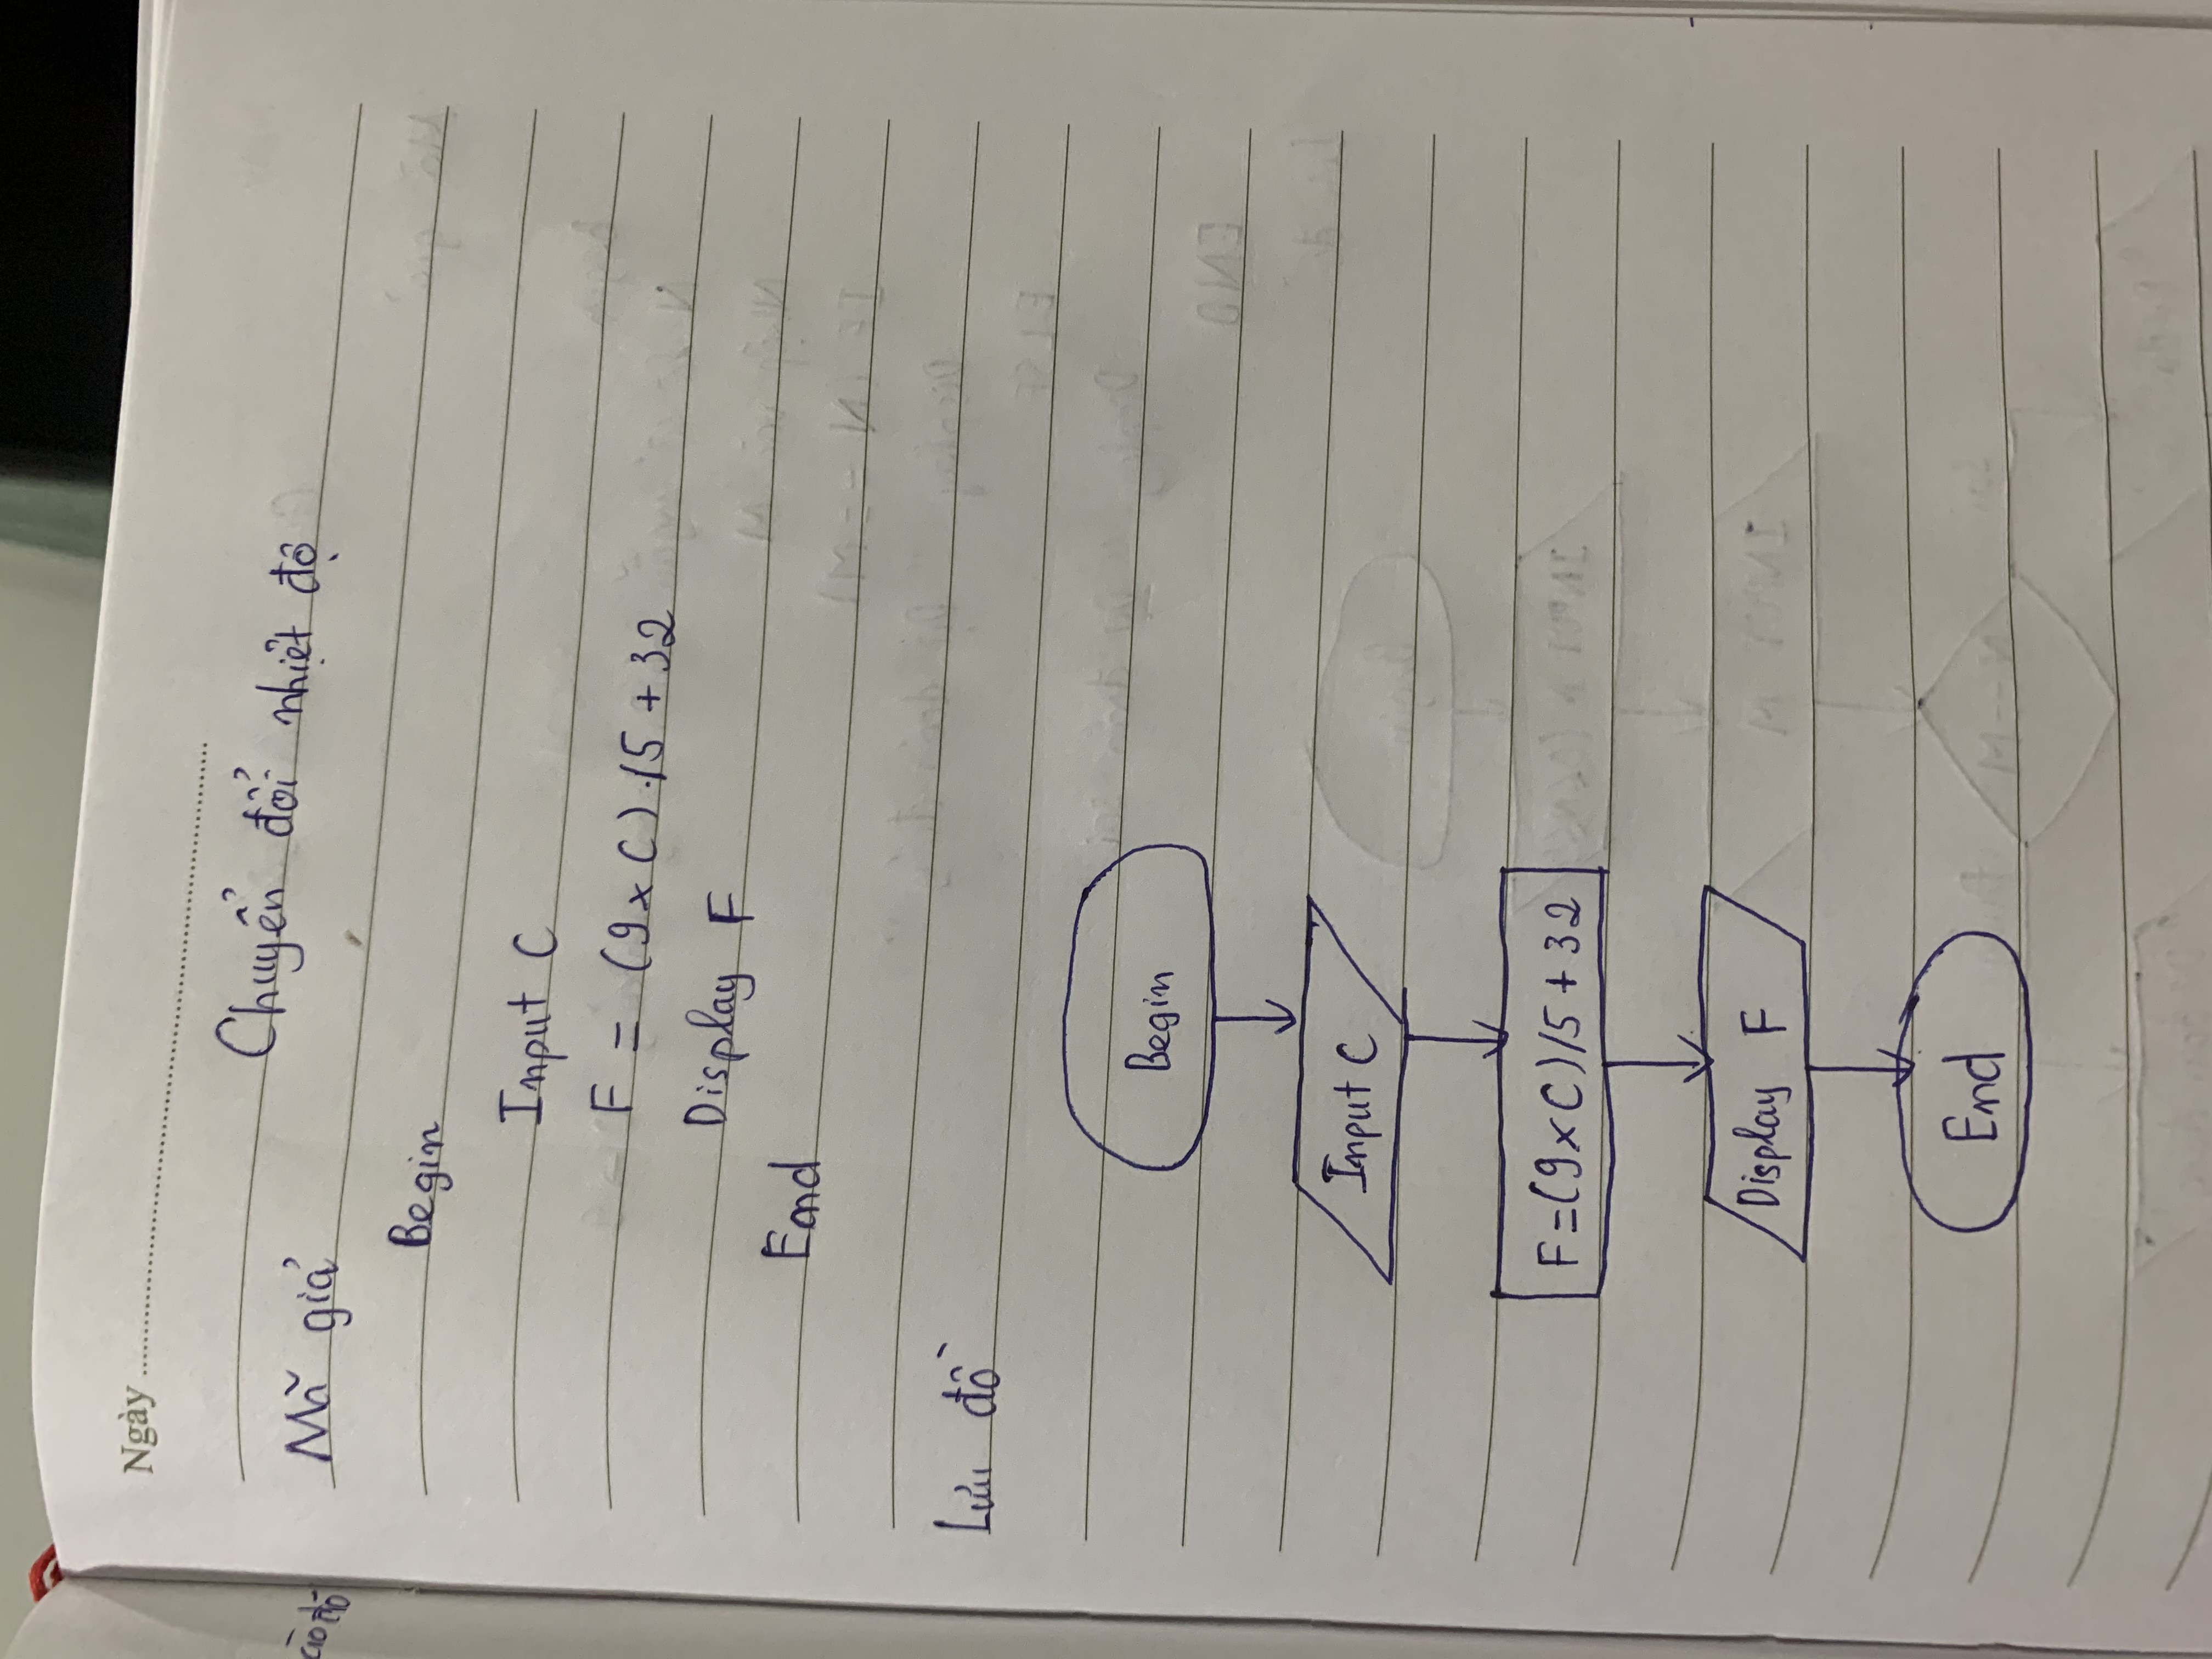 Ngày
Chuyển đổi nhiệt độ
Mã giả
Begin
Input C
F = (9 x C) ./5 + 32
Display F
End
Lưu đồ
Begin
Input C
F = (9 x C)/5 + 32
Display F
End